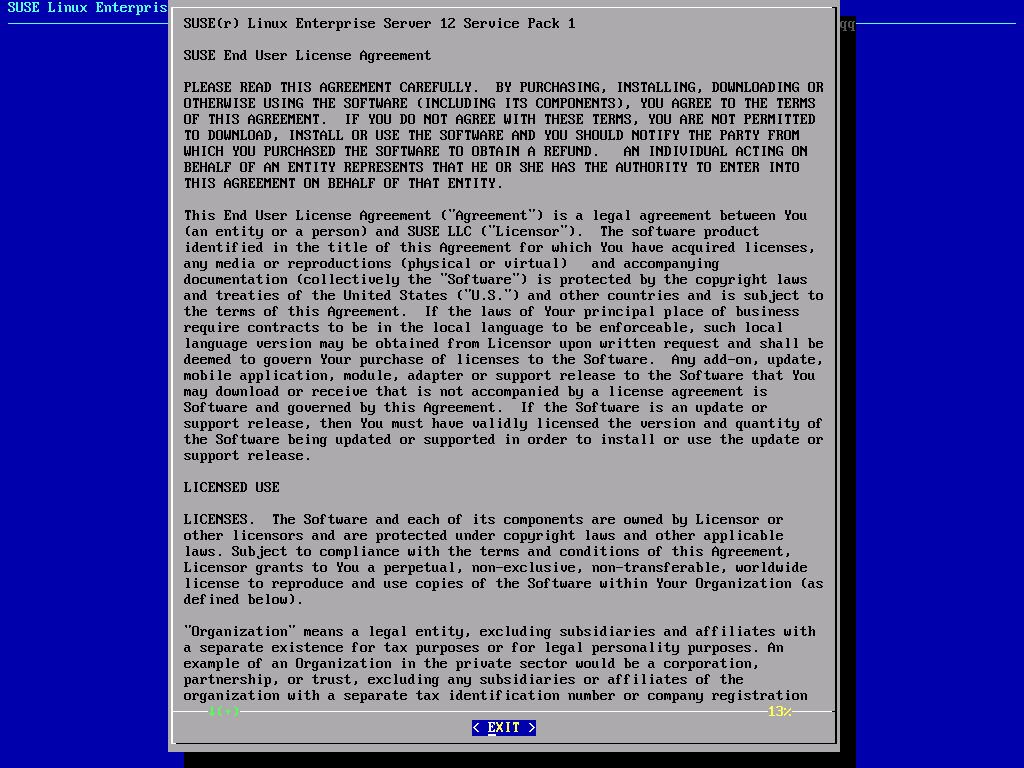 SUSE Linux Enterpris
SUSE(r) Linux Enterprise Server 12 Service Pack 1
qq
SUSE End User License Agreement
PLEASE READ THIS AGREEMENT CAREFULLY.  BY PURCHASING, INSTALLING, DOWNLOADING OR
OTHERWISE USING THE SOFTWARE (INCLUDING ITS COMPONENTS), YOU AGREE TO THE TERMS
OF THIS AGREEMENT.  IF YOU DO NOT AGREE WITH THESE TERMS, YOU ARE NOT PERMITTED
TO DOWNLOAD, INSTALL OR USE THE SOFTWARE AND YOU SHOULD NOTIFY THE PARTY FROM
WHICH YOU PURCHASED THE SOFTWARE TO OBTAIN A REFUND.   AN INDIVIDUAL ACTING ON
BEHALF OF AN ENTITY REPRESENTS THAT HE OR SHE HAS THE AUTHORITY TO ENTER INTO
THIS AGREEMENT ON BEHALF OF THAT ENTITY.
This End User License Agreement ("Agreement") is a legal agreement between You
(an entity or a person) and SUSE LLC ("Licensor").  The software product
identified in the title of this Agreement for which You have acquired licenses,
any media or reproductions (physical or virtual)   and accompanying
documentation (collectively the "Software") is protected by the copyright laws
and treaties of the United States ("U.S.") and other countries and is subject to
the terms of this Agreement.  If the laws of Your principal place of business
require contracts to be in the local language to be enforceable, such local
language version may be obtained from Licensor upon written request and shall be
deemed to govern Your purchase of licenses to the Software.  Any add-on, update,
mobile application, module, adapter or support release to the Software that You
may download or receive that is not accompanied by a license agreement is
Software and governed by this Agreement.  If the Software is an update or
support release, then You must have validly licensed the version and quantity of
the Software being updated or supported in order to install or use the update or
support release.
LICENSED USE
LICENSES.  The Software and each of its components are owned by Licensor or
other licensors and are protected under copyright laws and other applicable
laws. Subject to compliance with the terms and conditions of this Agreement,
Licensor grants to You a perpetual, non-exclusive, non-transferable, worldwide
license to reproduce and use copies of the Software within Your Organization (as
defined below).
"Organization" means a legal entity, excluding subsidiaries and affiliates with
a separate existence for tax purposes or for legal personality purposes. An
example of an Organization in the private sector would be a corporation,
partnership, or trust, excluding any subsidiaries or affiliates of the
organization with a separate tax identification number or company registration
↓(+)
13%
< EXIT >